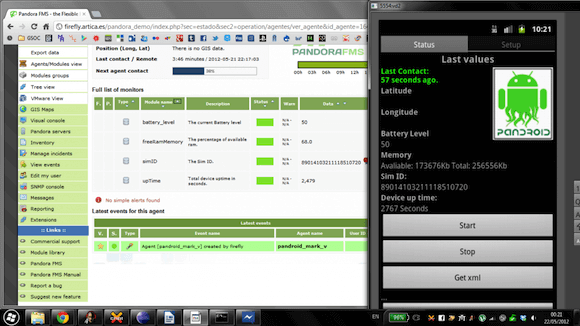 Pandora FMS - the Flexible
firefly.artica.es/pandora_demo/index.php?sec=estado&sec2=operation/agentes/ver_agente&id_agente=16
GSOC
Export data
Agents/Modules view
Modules groups
Tree view
VMware View
GIS Maps
Visual console
Pandora servers
Inventory
Manage incidents
View events
Edit my user
SNMP console
Messages
Reporting
Extensions
:: Links ::
Commercial support
Module library
Pandora FMS
Pandora FMS Manual
Report a bug
Suggest new feature
Position (Long, Lat)
There is no GIS data.
Last contact / Remote
3:46 minutes / 2012-05-21 22:17:03
Next agent contact
PANDORAFMS
Full list of monitors
F. P. Type Module name Description Status Warn Data
battery_level The current Battery level N/A - N/A 50
freeRamMemory The percentage of available ram. N/A - N/A 68.0
simID The Sim ID. N/A - N/A 89014103211118510720
upTime Total device uptime in seconds. N/A - N/A 2,479
No simple alerts found
Latest events for this agent
Latest events
V. S. Type Event name Agent name User ID
Agent [pandroid_mark_v] created by firefly pandroid_mark_v
10:21
Status
Setup
Last values
Last Contact:
57 seconds ago.
Latitude
Longitude
PANDROID
Battery Level
50
Memory
Avaliable: 173676Kb Total: 256556Kb
Sim ID:
89014103211118510720
Device up time:
2767 Seconds
Start
Stop
Get xml
EN
96%
00:21
22/05/2012